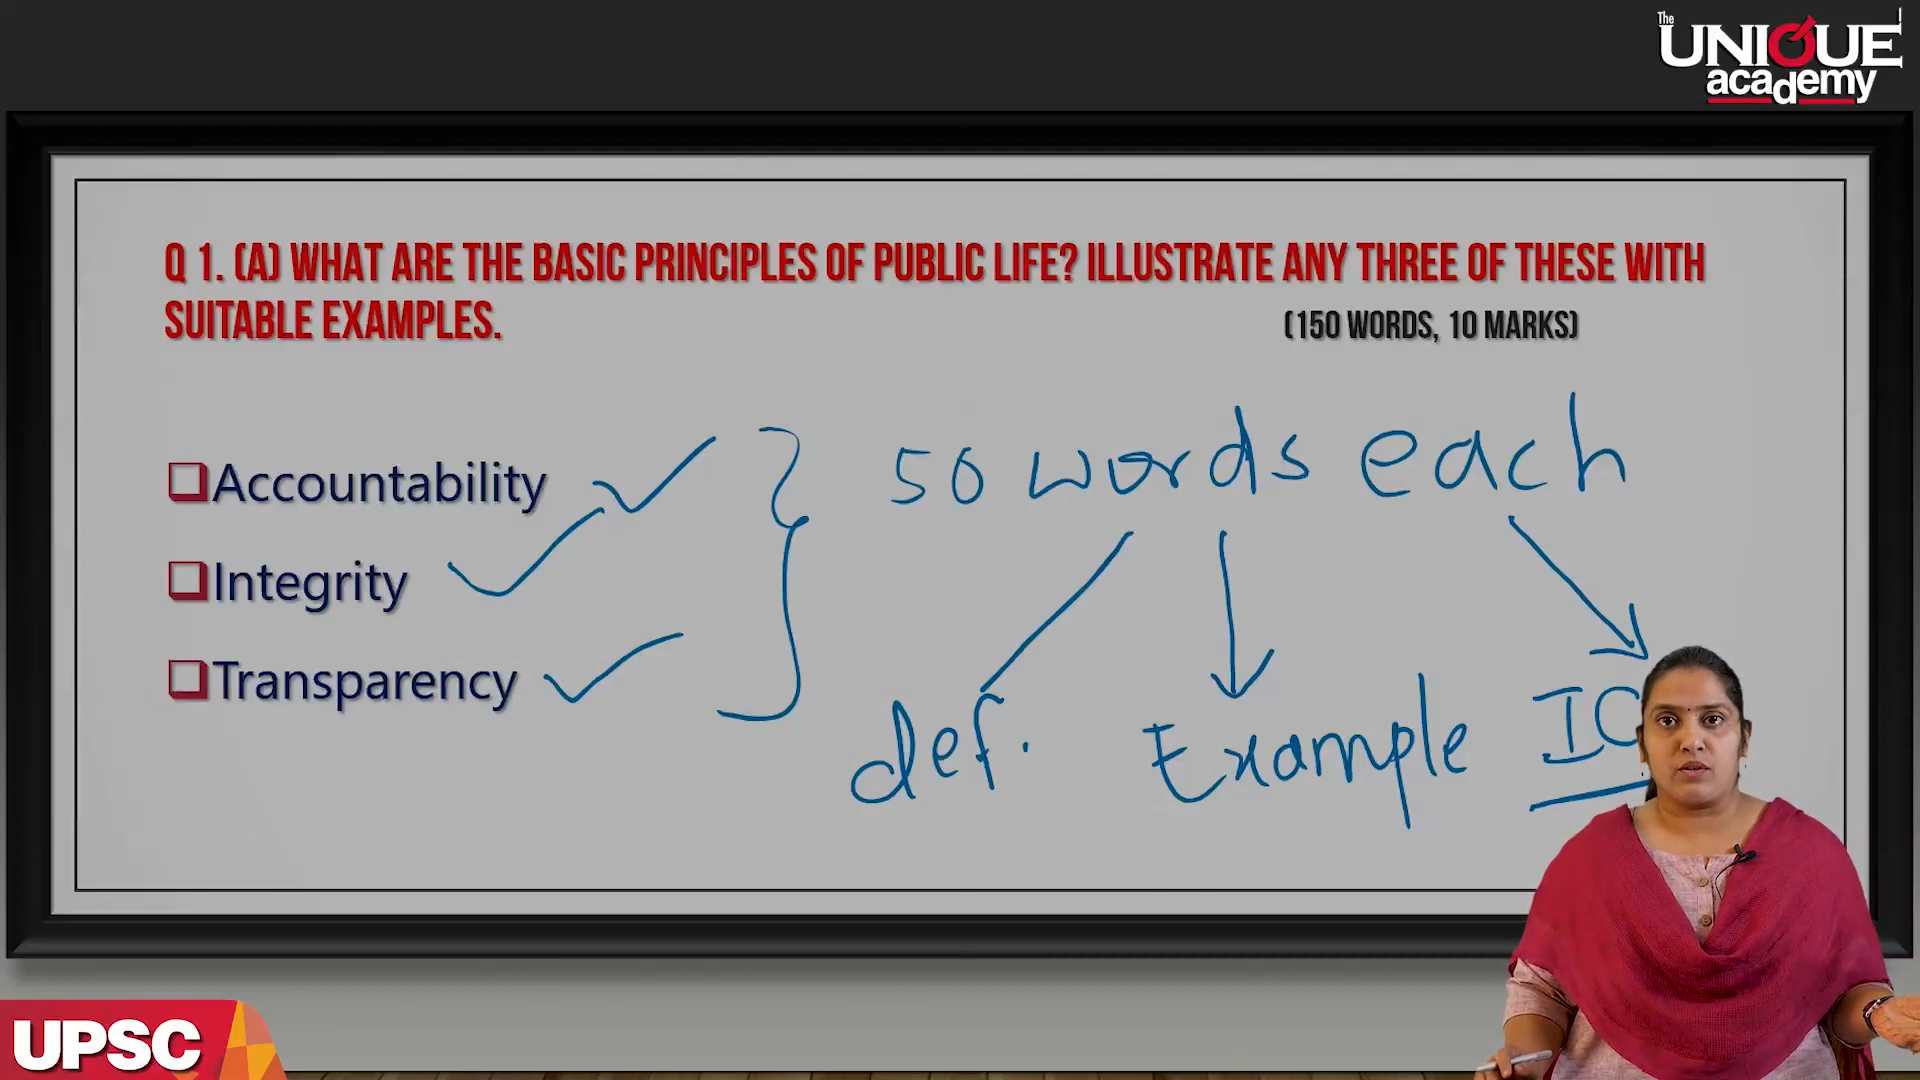 The
UNIQUE
academy
Q 1. (A) WHAT ARE THE BASIC PRINCIPLES OF PUBLIC LIFE? ILLUSTRATE ANY THREE OF THESE WITH
SUITABLE EXAMPLES.
(150 WORDS, 10 MARKS)
Accountability
Integrity
Transparency
50 words each
def.
Example
UPSC